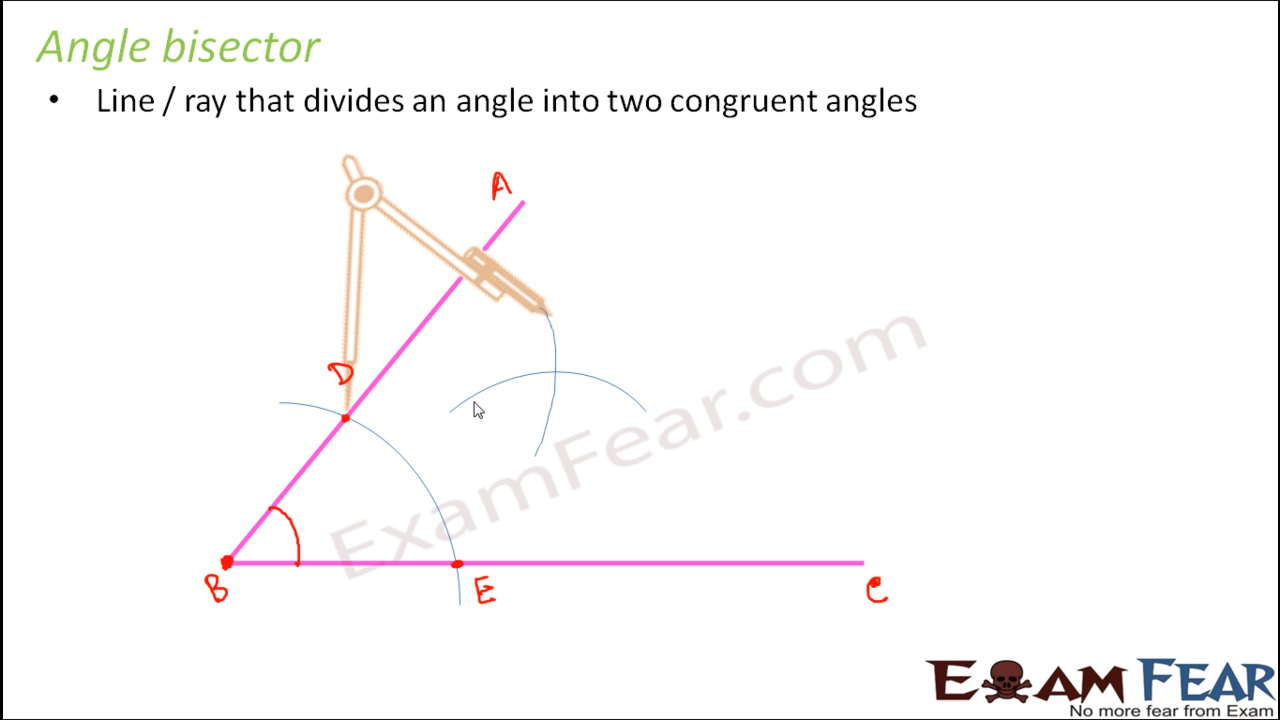 Angle bisector
• Line / ray that divides an angle into two congruent angles
A
D
ExamFear.com
B
E
C
EXAM FEAR
No more fear from Exam